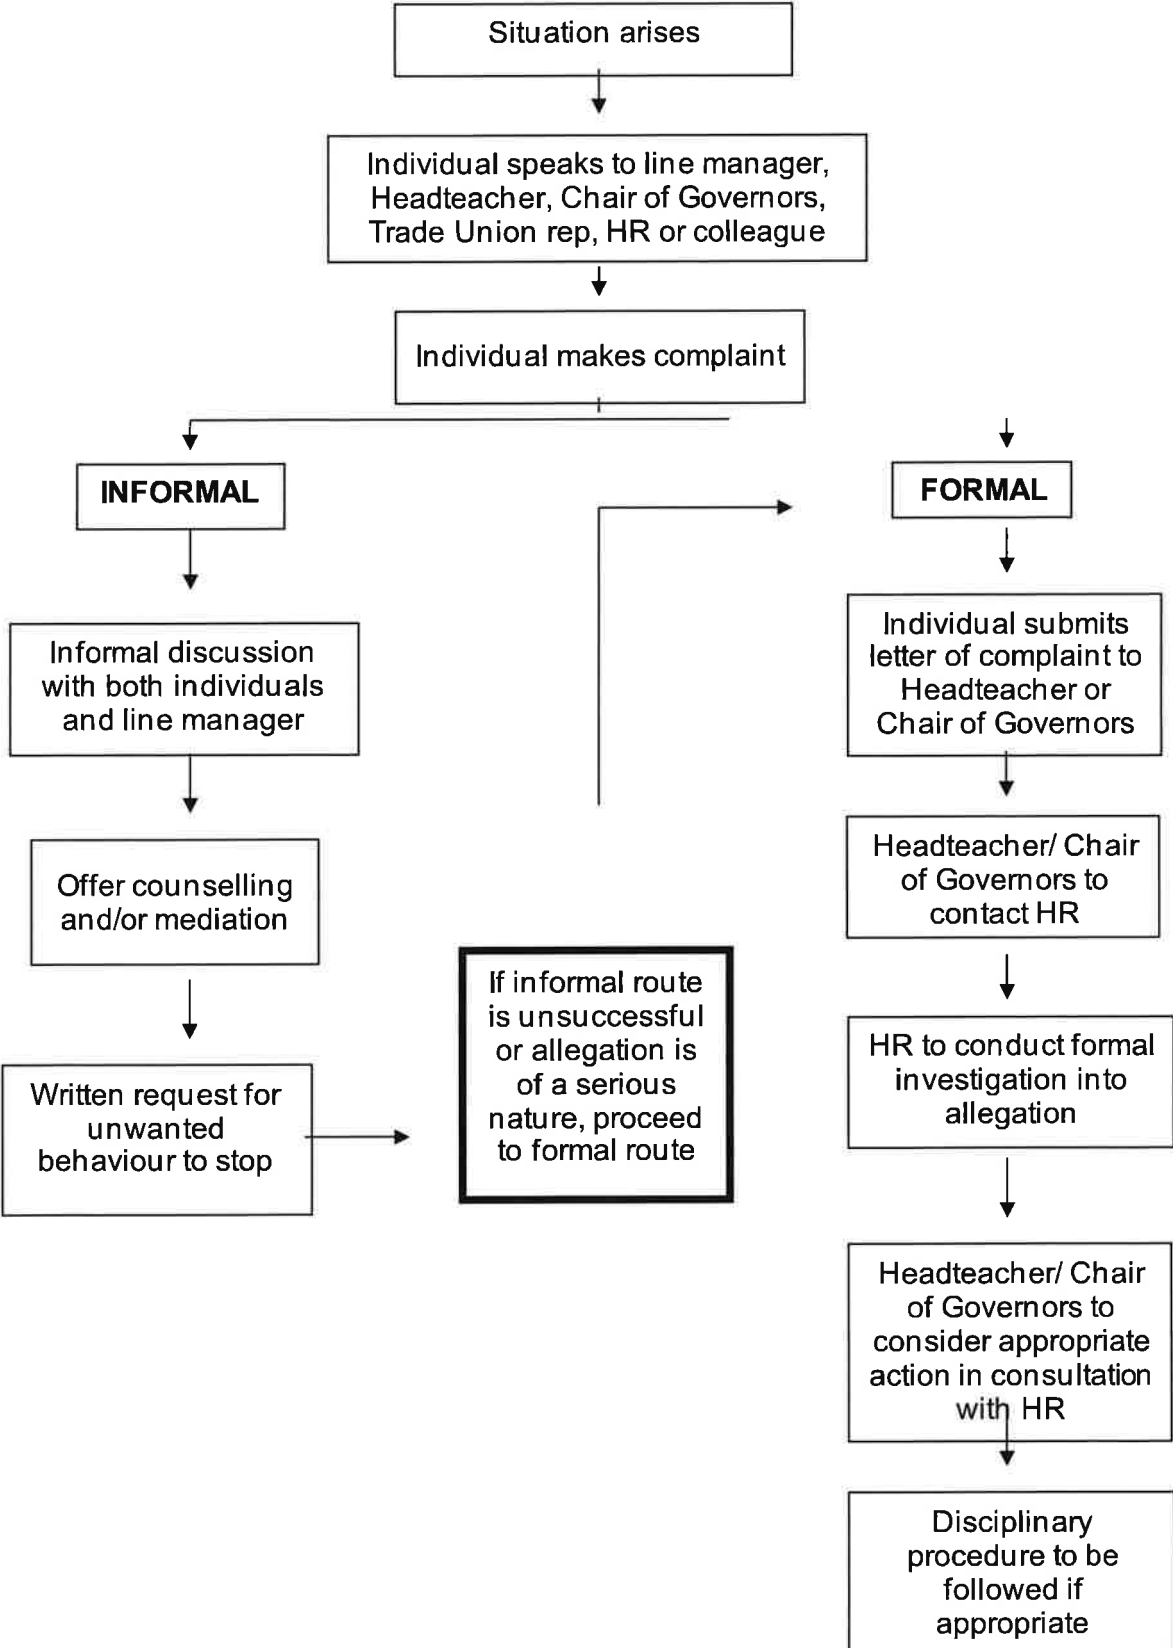 Situation arises
Individual speaks to line manager,
Headteacher, Chair of Governors,
Trade Union rep, HR or colleague
Individual makes complaint
INFORMAL
Informal discussion
with both individuals
and line manager
Offer counselling
and/or mediation
Written request for
unwanted
behaviour to stop
If informal route
is unsuccessful
or allegation is
of a serious
nature, proceed
to formal route
FORMAL
Individual submits
letter of complaint to
Headteacher or
Chair of Governors
Headteacher/ Chair
of Governors to
contact HR
HR to conduct formal
investigation into
allegation
Headteacher/ Chair
of Governors to
consider appropriate
action in consultation
with HR
Disciplinary
procedure to be
followed if
appropriate